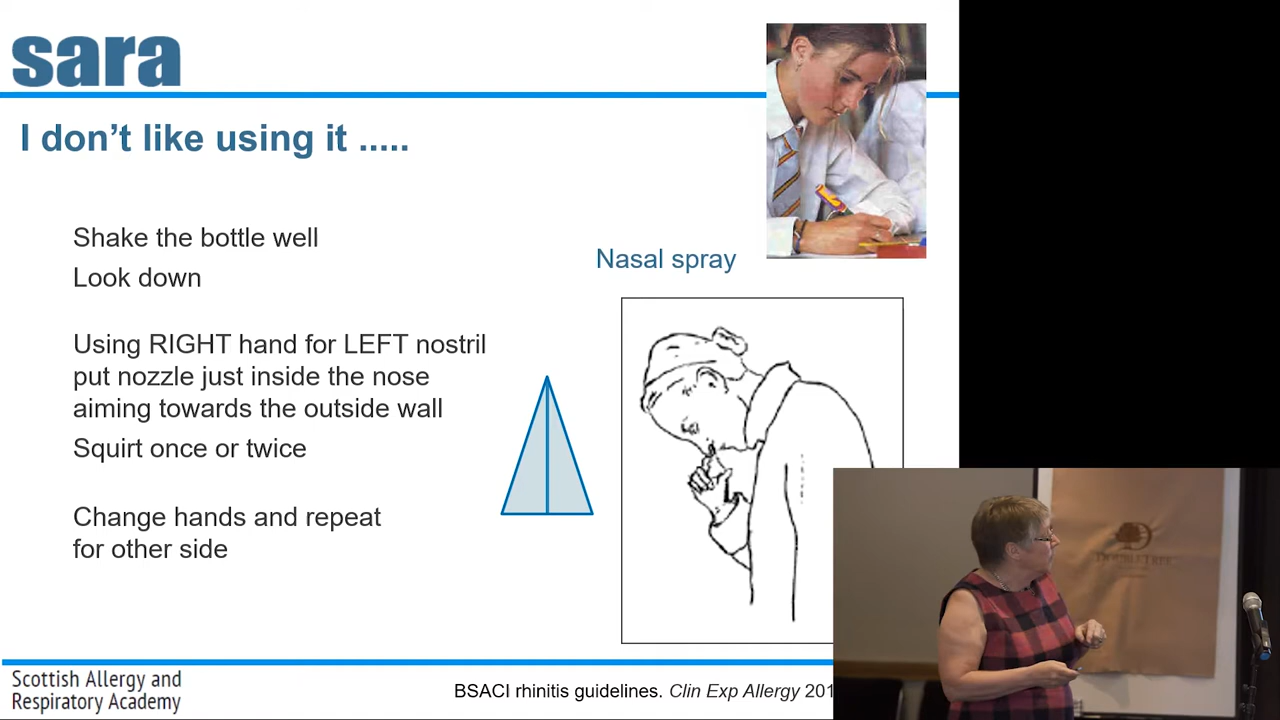 sara
I don’t like using it .....
Shake the bottle well
Look down
Using RIGHT hand for LEFT nostril
put nozzle just inside the nose
aiming towards the outside wall
Squirt once or twice
Change hands and repeat
for other side
Nasal spray
Scottish Allergy and
Respiratory Academy
BSACI rhinitis guidelines. Clin Exp Allergy 201
DOUBLETREE